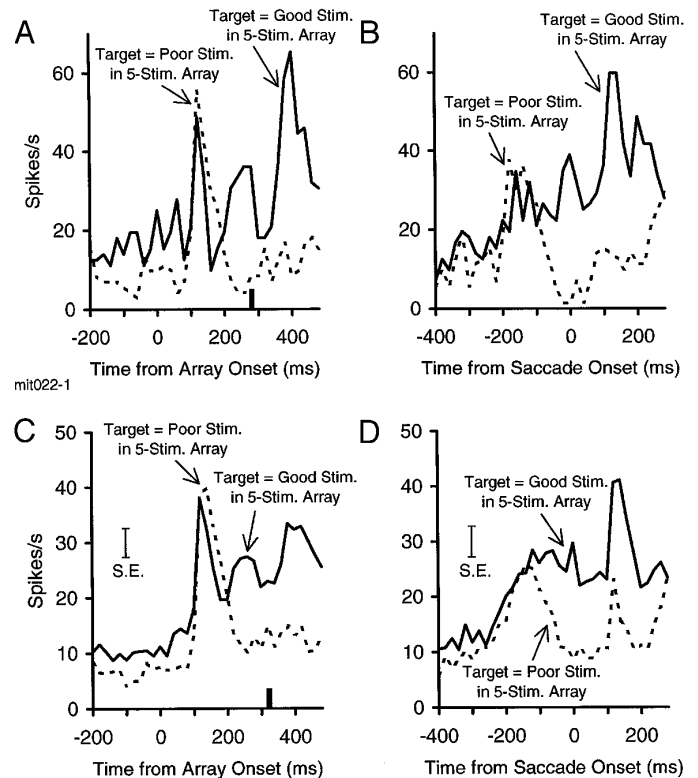 A
Target = Good Stim.
in 5-Stim. Array
Target = Poor Stim.
in 5-Stim. Array
Spikes/s
60
40
20
0
-200
0
200
400
Time from Array Onset (ms)
mit022-1
B
Target = Good Stim.
in 5-Stim. Array
Target = Poor Stim.
in 5-Stim. Array
60
40
20
0
-400
-200
0
200
Time from Saccade Onset (ms)
C
Target = Poor Stim.
in 5-Stim. Array
Target = Good Stim.
in 5-Stim. Array
S.E.
Spikes/s
50
40
30
20
10
0
-200
0
200
400
Time from Array Onset (ms)
D
Target = Good Stim.
in 5-Stim. Array
S.E.
Target = Poor Stim.
in 5-Stim. Array
50
40
30
20
10
0
-400
-200
0
200
Time from Saccade Onset (ms)